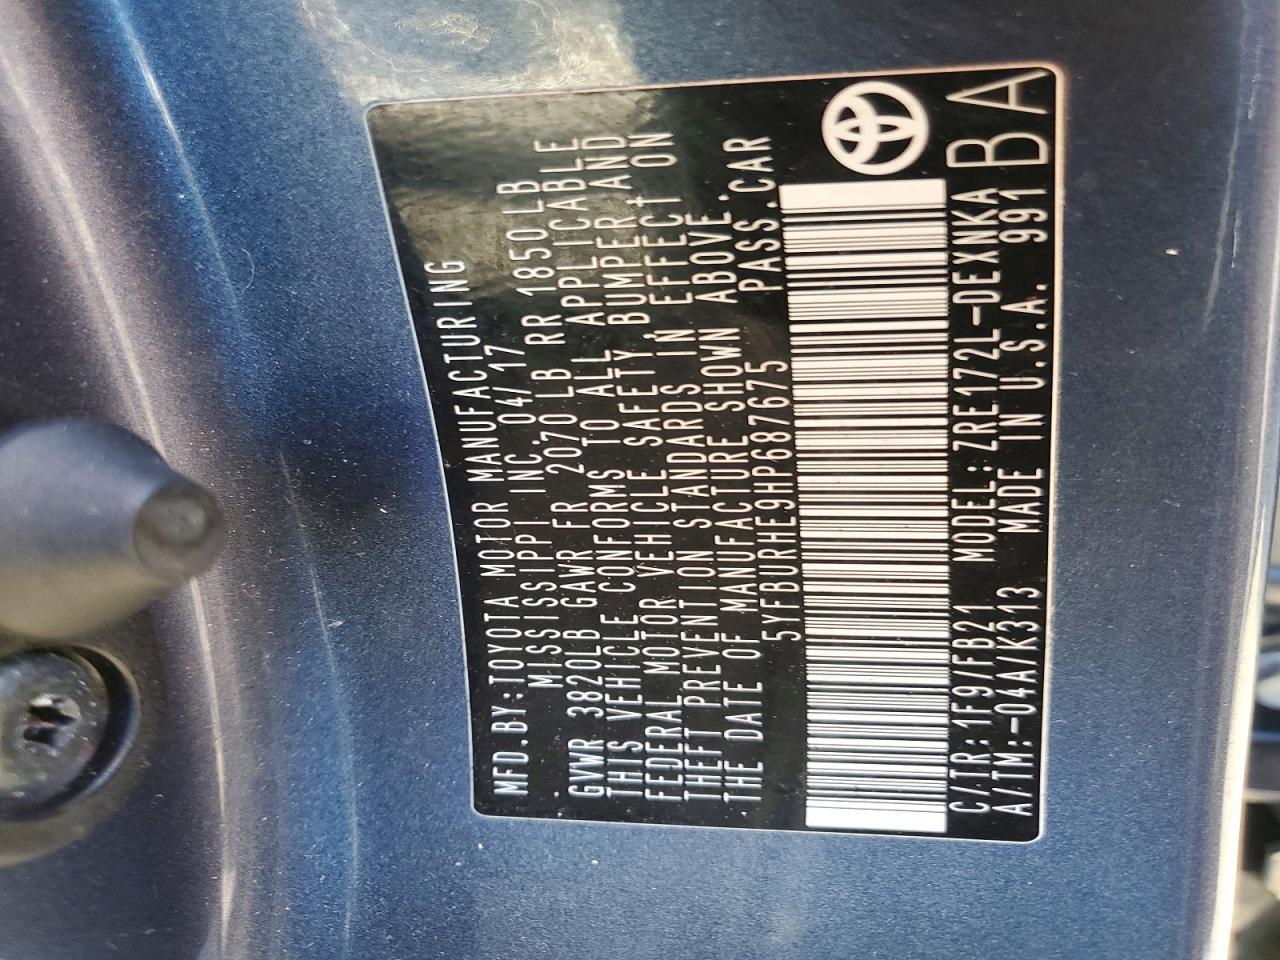 MFD.BY:TOYOTA MOTOR MANUFACTURING
MISSISSIPPI INC. 04/17
GVWR 3820LB GAWR FR 2070 LB RR 1850LB
THIS VEHICLE CONFORMS TO ALL APPLICABLE
FEDERAL MOTOR VEHICLE SAFETY,BUMPER,AND
THEFT PREVENTION STANDARDS IN EFFECT ON
THE DATE OF MANUFACTURE SHOWN ABOVE.
5YFBURHE9HP687675 PASS.CAR
C/TR:1F9/FB21 MODEL:ZRE172L-DEXNKA
A/TM:-04A/K313 MADE IN U.S.A. 991
BA